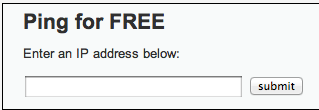 Ping for FREE
Enter an IP address below:
submit